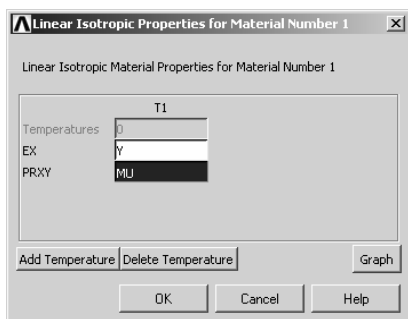 Linear Isotropic Properties for Material Number 1
Linear Isotropic Material Properties for Material Number 1
T1
Temperatures 0
EX Y
PRXY MU
Add Temperature Delete Temperature Graph
OK Cancel Help